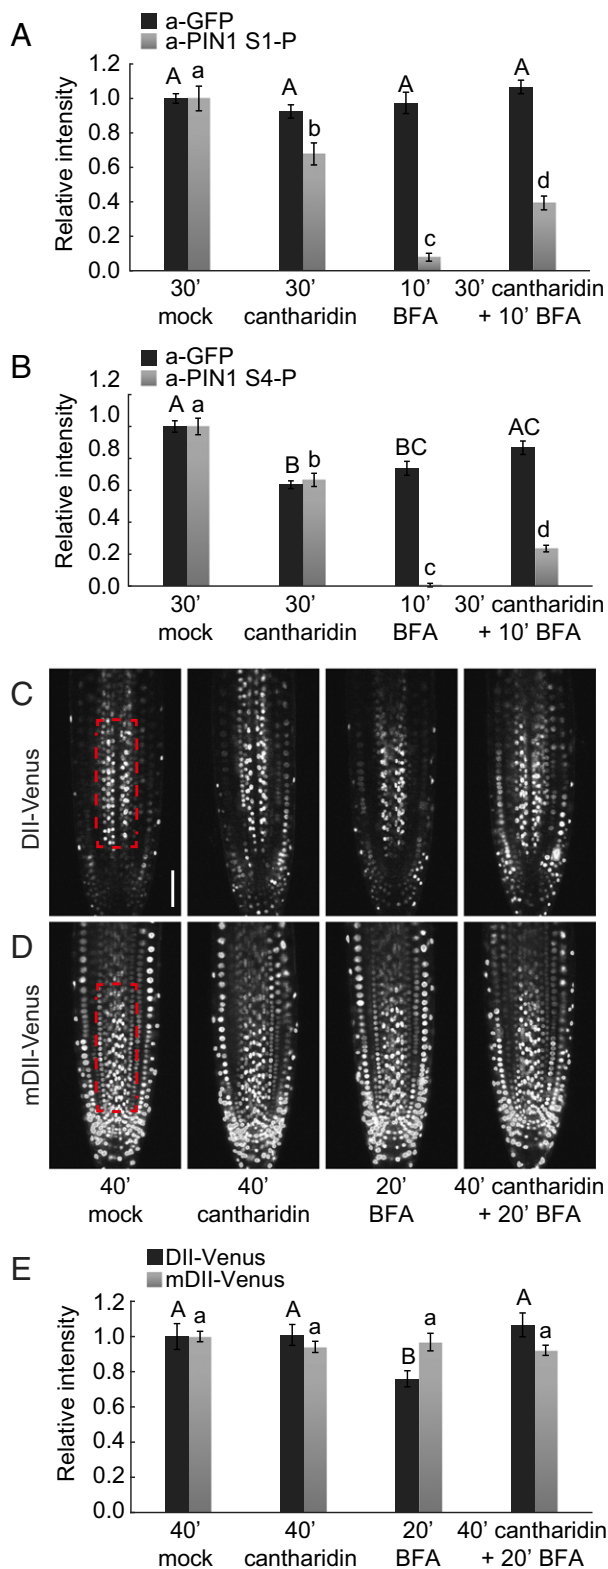 A
a-GFP
a-PIN1 S1-P
Relative intensity
1.2
1.0
0.8
0.6
0.4
0.2
0.0
A a
A b
A c
A d
30' 30' 10' 30' cantharidin
mock cantharidin BFA + 10' BFA
B
a-GFP
a-PIN1 S4-P
Relative intensity
1.2
1.0
0.8
0.6
0.4
0.2
0.0
A a
B b
BC c
AC d
30' 30' 10' 30' cantharidin
mock cantharidin BFA + 10' BFA
C
DII-Venus
D
mDII-Venus
40' 40' 20' 40' cantharidin
mock cantharidin BFA + 20' BFA
E
DII-Venus
mDII-Venus
Relative intensity
1.2
1.0
0.8
0.6
0.4
0.2
0.0
A a
A a
B a
A a
40' 40' 20' 40' cantharidin
mock cantharidin BFA + 20' BFA